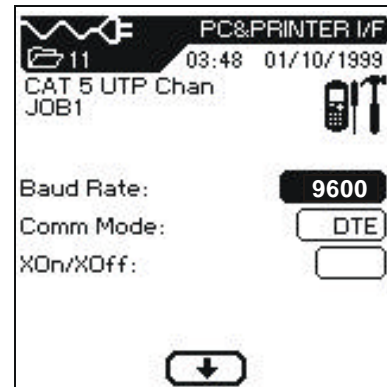 PC&PRINTER I/F
11 03:48 01/10/1999
CAT 5 UTP Chan
JOB1
Baud Rate: 9600
Comm Mode: DTE
XOn/XOff: